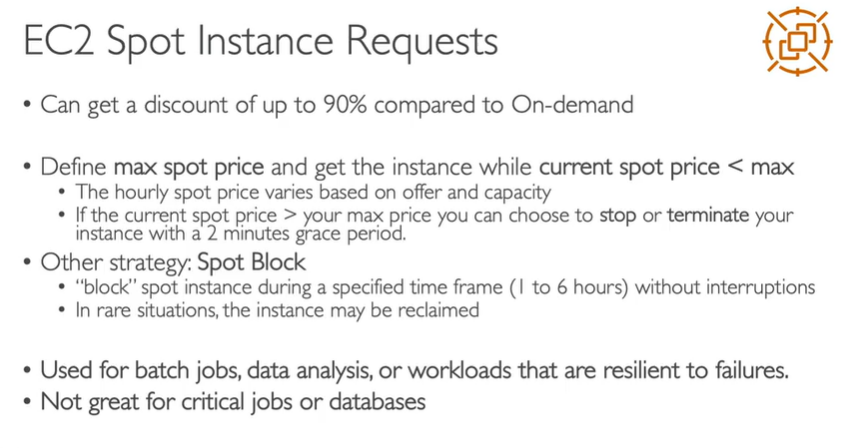 EC2 Spot Instance Requests
• Can get a discount of up to 90% compared to On-demand
• Define max spot price and get the instance while current spot price < max
• The hourly spot price varies based on offer and capacity
• If the current spot price > your max price you can choose to stop or terminate your
instance with a 2 minutes grace period.
• Other strategy: Spot Block
• “block” spot instance during a specified time frame (1 to 6 hours) without interruptions
• In rare situations, the instance may be reclaimed
• Used for batch jobs, data analysis, or workloads that are resilient to failures.
• Not great for critical jobs or databases